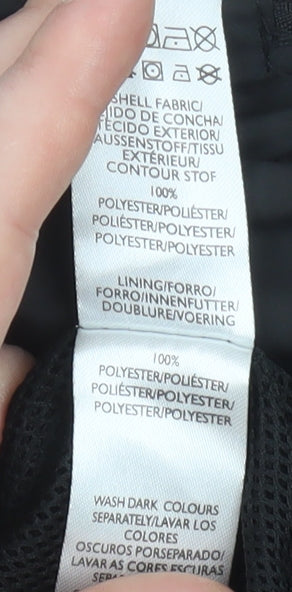 SHELL FABRIC/
IDO DE CONCHA/
TECIDO EXTERIOR/
AUSSENSTOFF/TISSU
EXTÉRIEUR/
CONTOUR STOF
100%
POLYESTER/POLIÉSTER/
POLIÉSTER/POLYESTER/
POLYESTER/POLYESTER
LINING/FORRO/
FORRO/INNENFUTTER/
DOUBLURE/VOERING
100%
POLYESTER/POLIÉSTER/
POLIÉSTER/POLYESTER/
POLYESTER/POLYESTER
WASH DARK COLOURS
SEPARATELY/LAVAR LOS
COLORES
OSCUROS PORSEPARADO/
LAVAR AS CORES ESCURAS